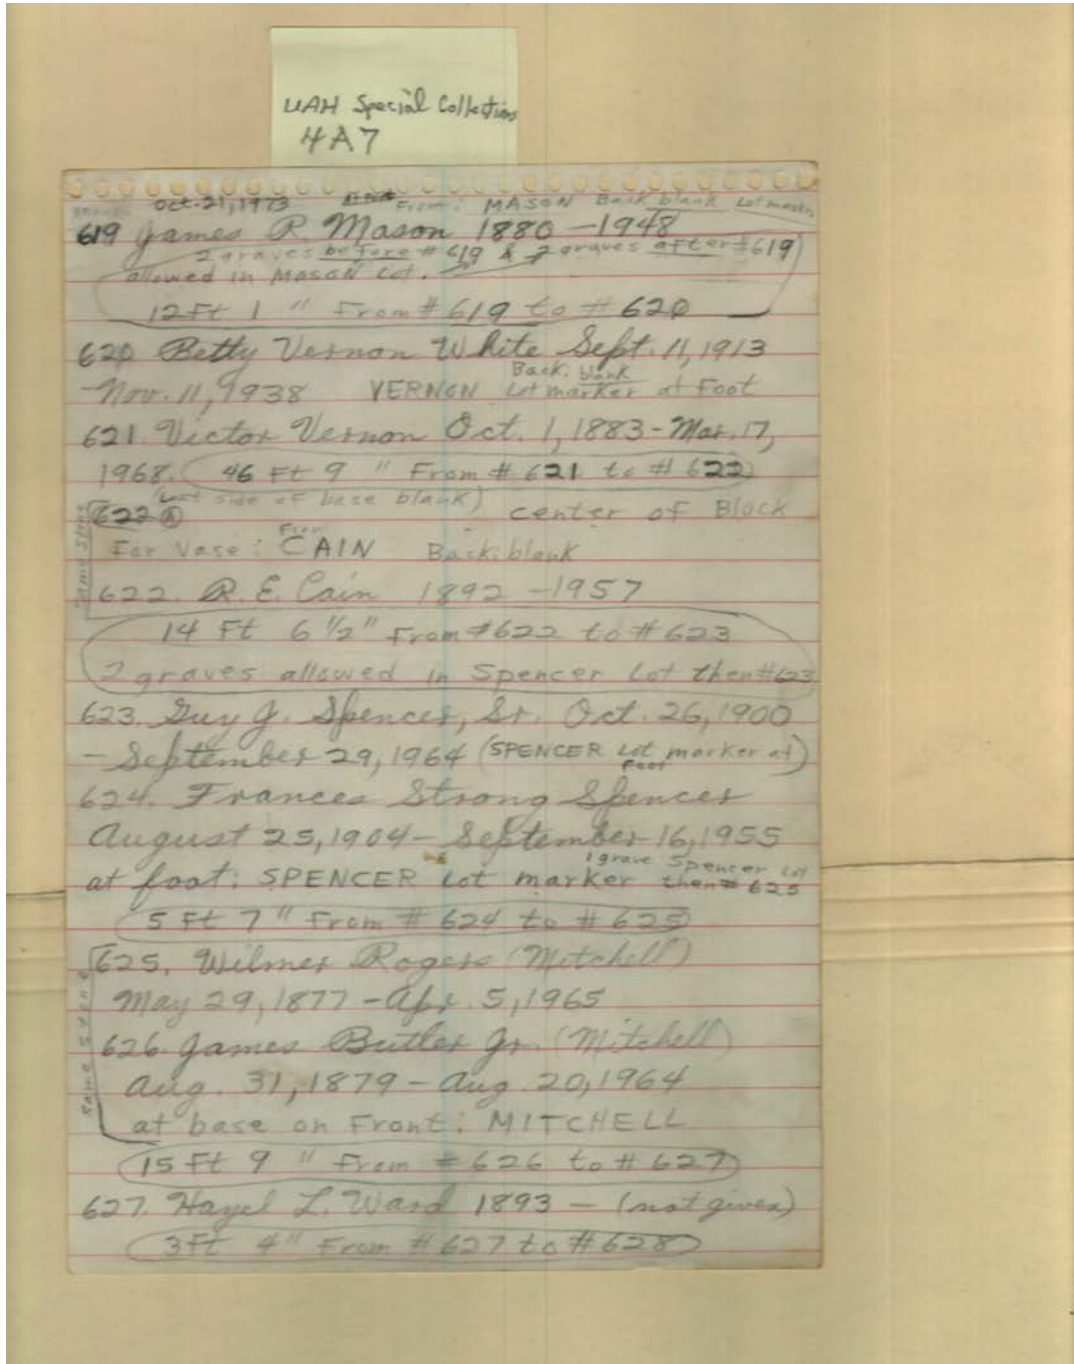 UAH Special Collections
4A7
Oct. 21, 1973 From: MASON Back blank Lot marker
619 James R. Mason 1880 - 1948
2 graves before #619 & 2 graves after #619
allowed in MASON Lot.
12 Ft 1 " From #619 to # 620
620 Betty Vernon White Sept. 11, 1913
Back: blank
- Nov. 11, 1938 VERNON Lot marker at Foot
621. Victor Vernon Oct. 1, 1883 - Mar. 17,
1968. 46 Ft 9 " From # 621 to # 622
(Last side of base blank)
622 A center of Block
Same Stone
For Vase: Front CAIN Back: blank
622. R. E. Cain 1892 - 1957
14 Ft 6 1/2" From #622 to # 623
2 graves allowed in Spencer Lot then #623
623. Guy J. Spencer, Sr. Oct. 26, 1900
- September 29, 1964 (SPENCER Lot marker at Foot)
624. Frances Strong Spencer
August 25, 1904 - September 16, 1955
1 grave Spencer Lot
at foot: SPENCER Lot marker then # 625
5 Ft 7 " From # 624 to # 625
625. Wilmer Rogers (Mitchell)
May 29, 1877 - Apr. 5, 1965
Same Stone
626. James Butler Jr. (Mitchell)
Aug. 31, 1879 - Aug. 20, 1964
at base on Front: MITCHELL
15 Ft 9 " From # 626 to # 627
627. Hazel L. Ward 1893 - (not given)
3 Ft 4" From # 627 to # 628